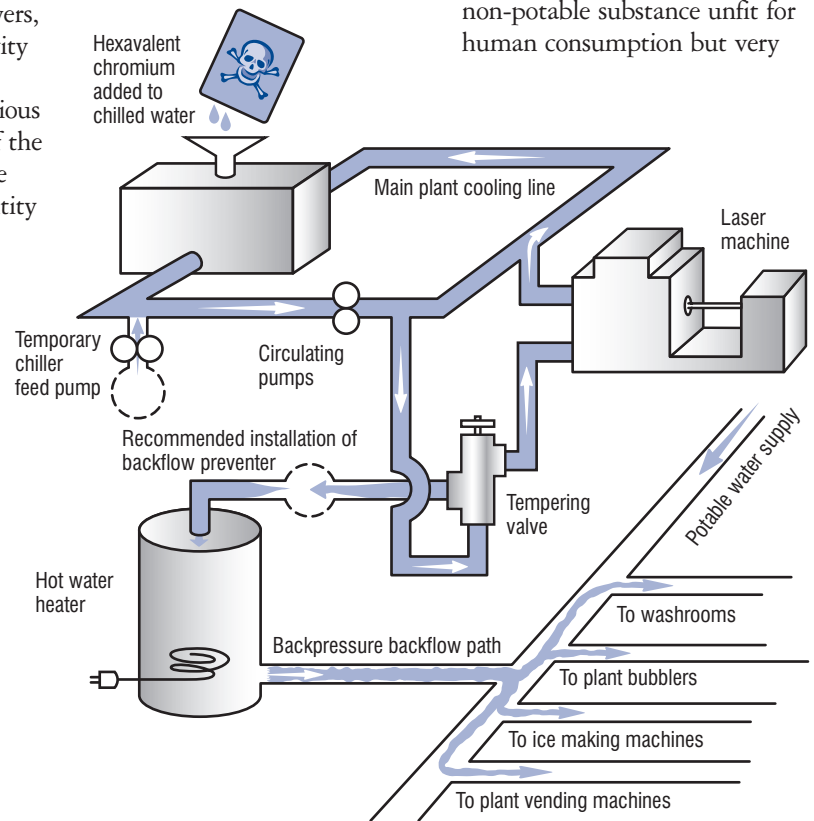 non-potable substance unfit for
human consumption but very
Hexavalent
chromium
added to
chilled water
Main plant cooling line
Laser
machine
Temporary
chiller
feed pump
Circulating
pumps
Recommended installation of
backflow preventer
Tempering
valve
Potable water supply
Hot water
heater
Backpressure backflow path
To washrooms
To plant bubblers
To ice making machines
To plant vending machines